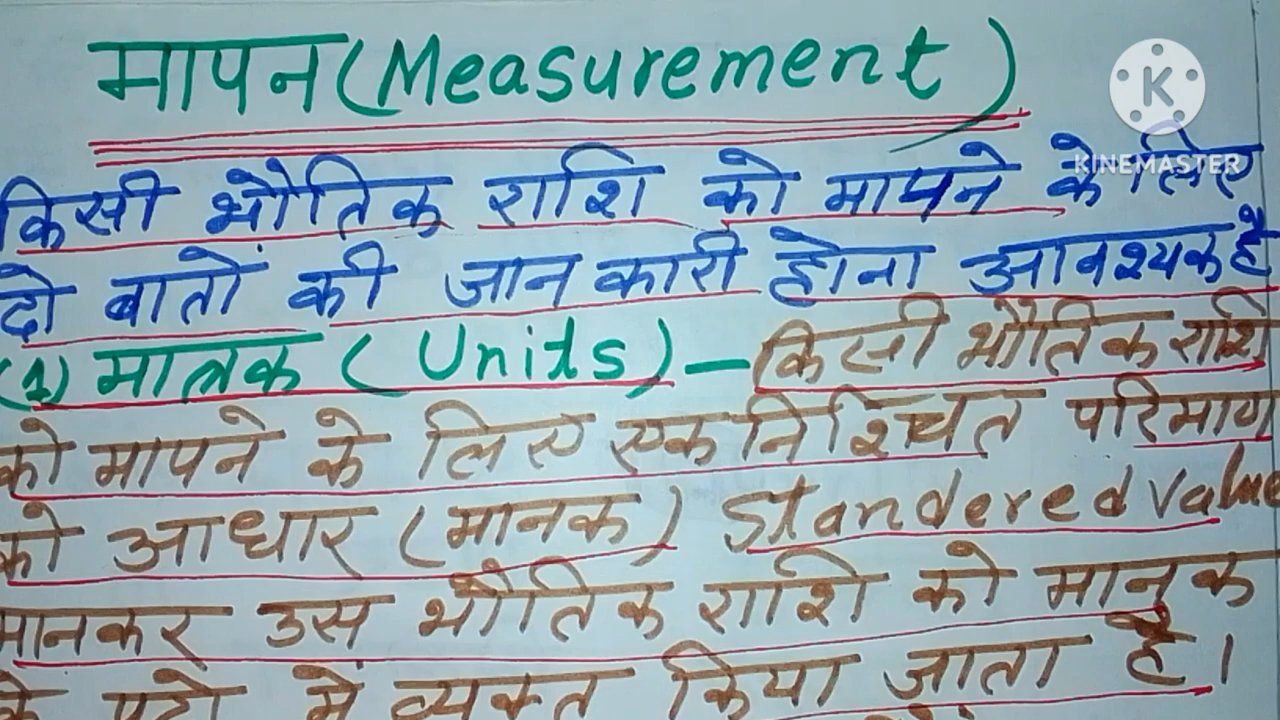 मापन (Measurement)
K
KINEMASTER
किसी भौतिक राशि को मापने के लिए
दो बातों की जानकारी होना आवश्यक है
(1) मात्रक (Units) - किसी भौतिक राशि
को मापने के लिए एक निश्चित परिमाण
को आधार (मानक) Standered value
मानकर उस भौतिक राशि को मानक
के पदो में व्यक्त किया जाता है।